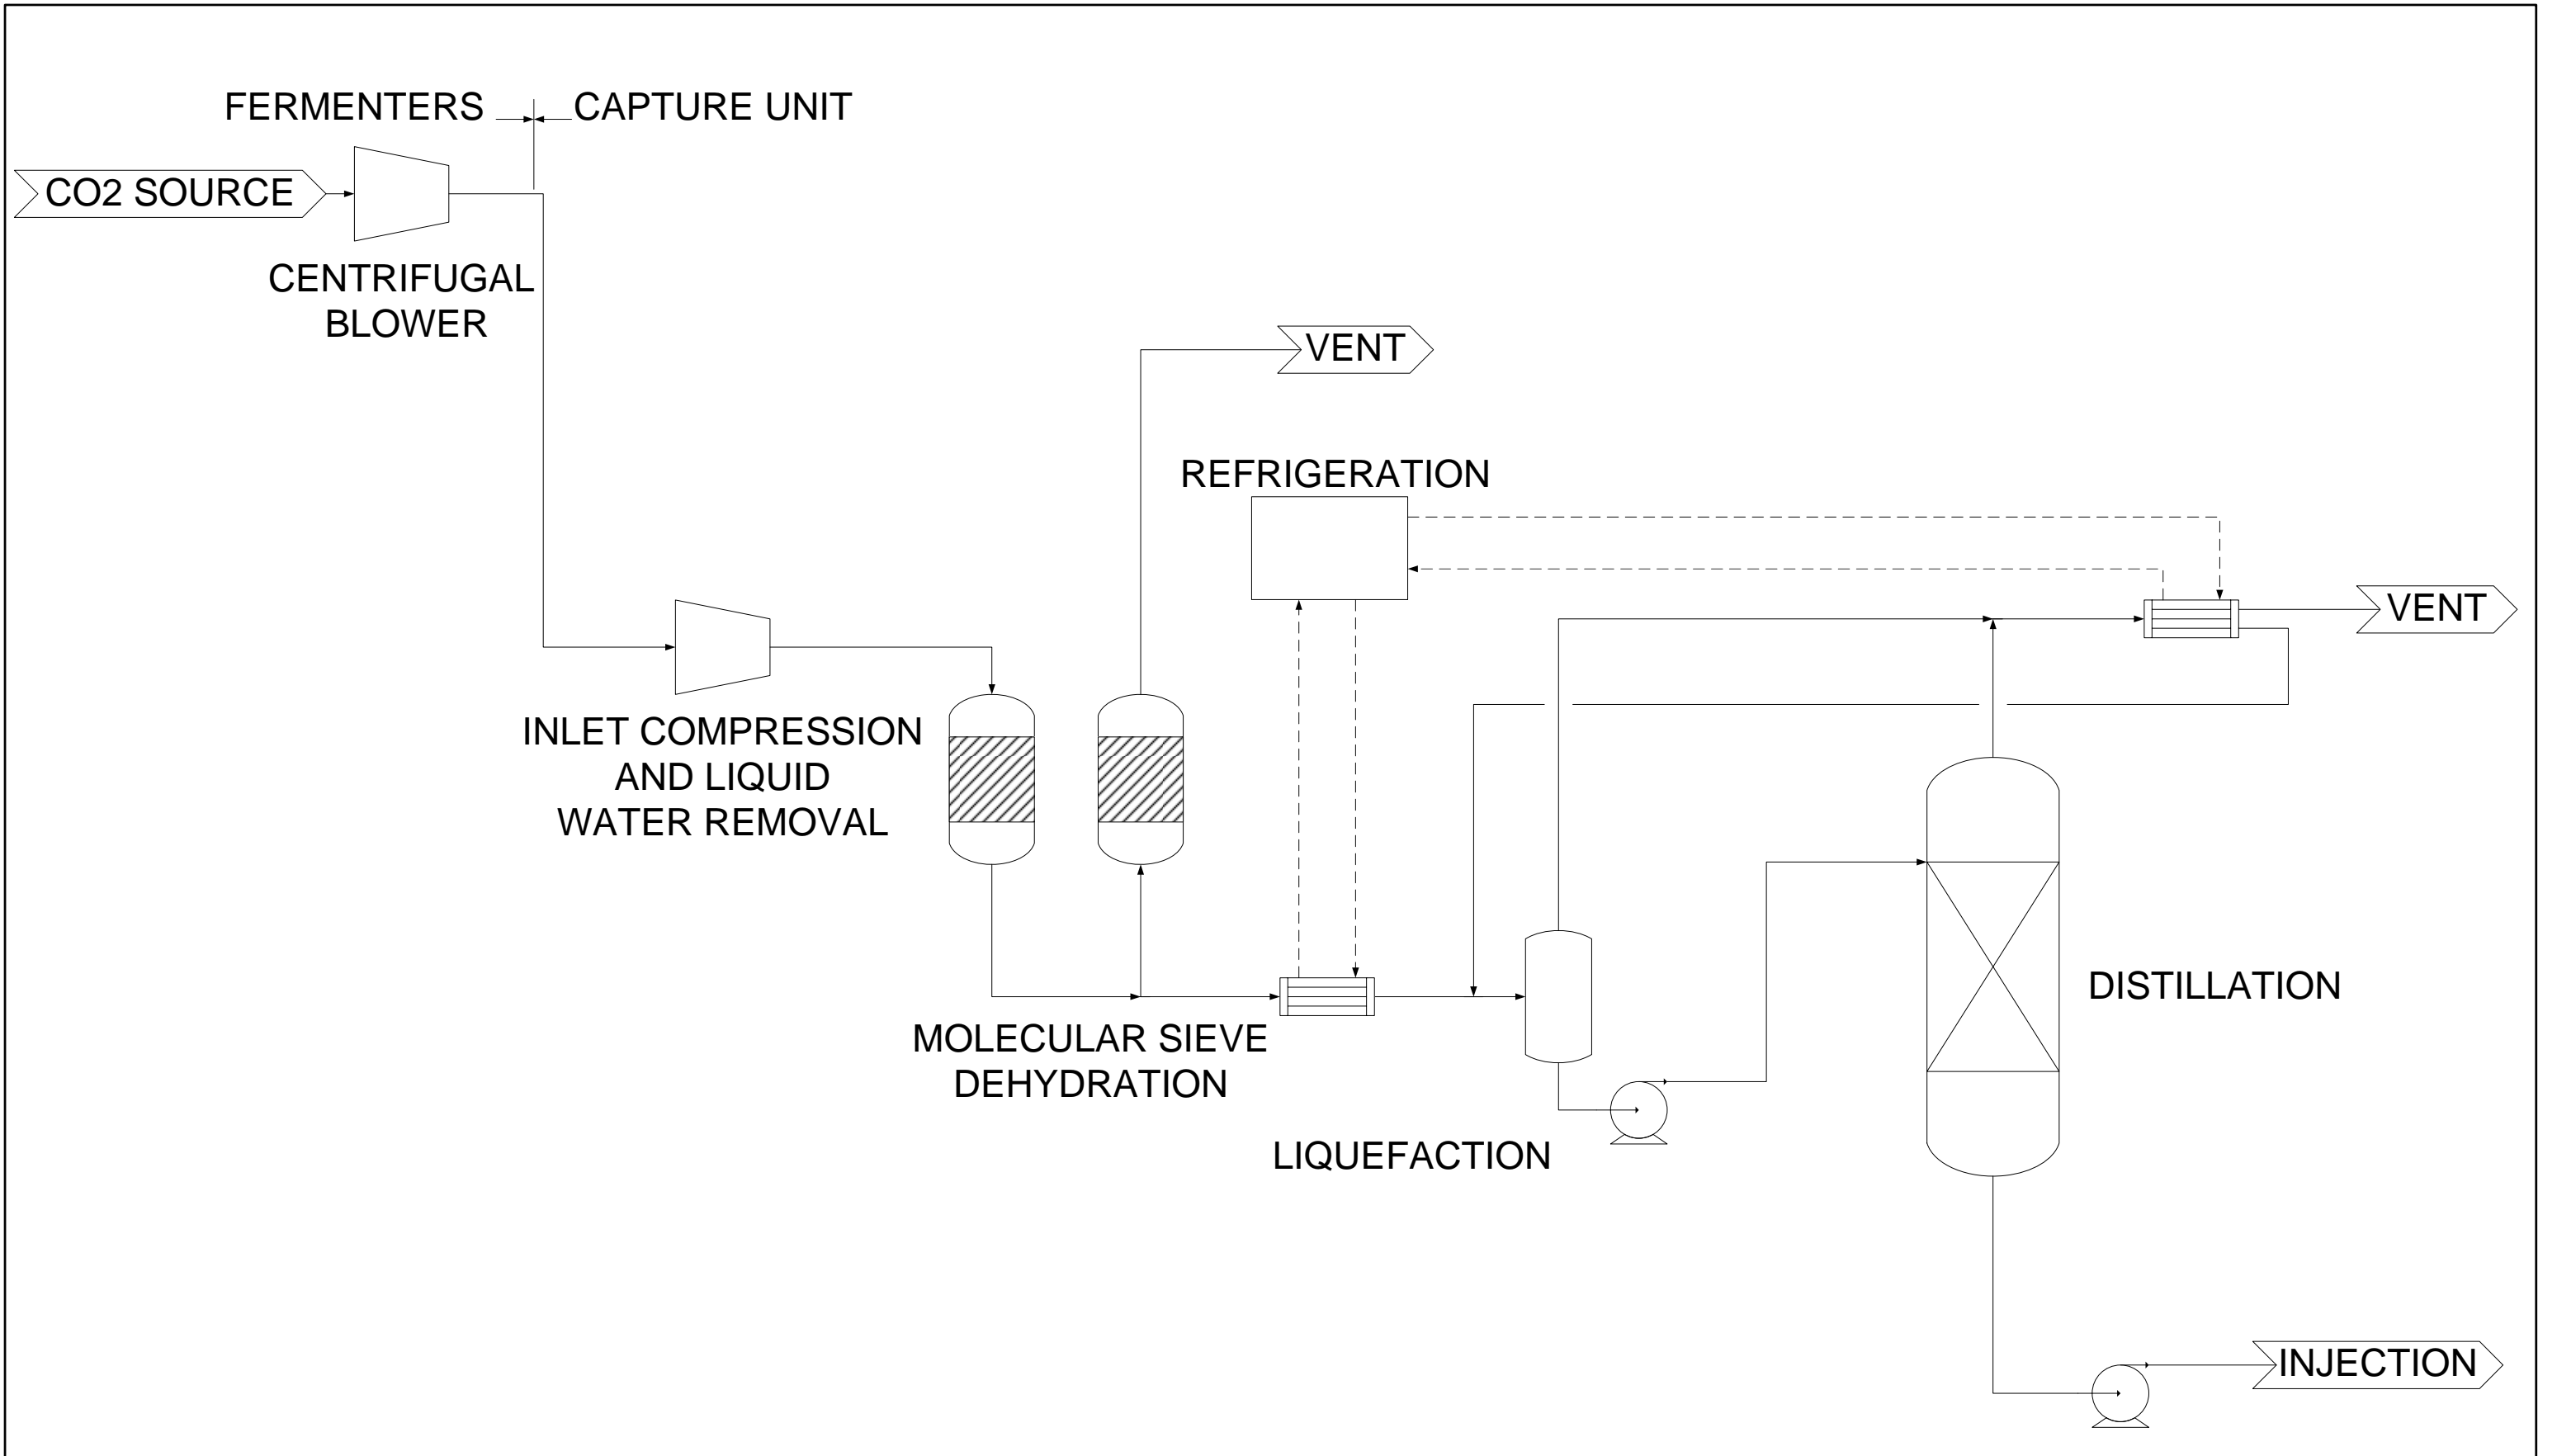 FERMENTERS
CAPTURE UNIT
CO2 SOURCE
CENTRIFUGAL
BLOWER
VENT
REFRIGERATION
VENT
INLET COMPRESSION
AND LIQUID
WATER REMOVAL
DISTILLATION
MOLECULAR SIEVE
DEHYDRATION
LIQUEFACTION
INJECTION